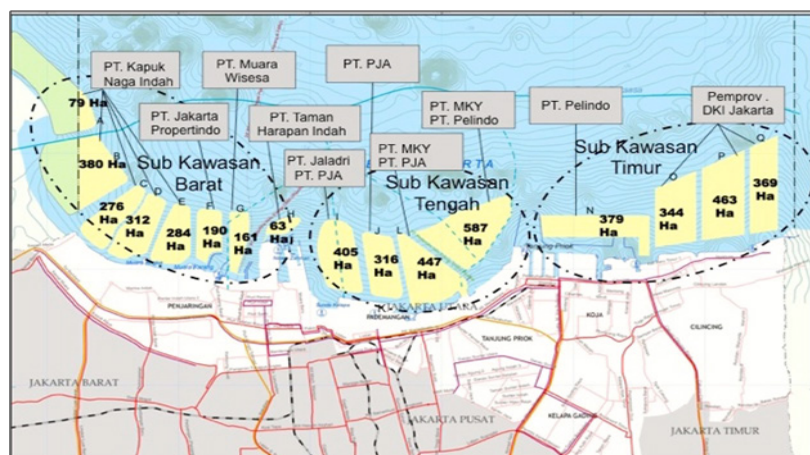 PT. Kapuk
Naga Indah
PT. Muara
Wisesa
PT. PJA
PT. Jakarta
Propertindo
PT. Taman
Harapan Indah
PT. MKY
PT. Pelindo
PT. Pelindo
Pemprov .
DKI Jakarta
PT. Jaladri
PT. PJA
PT. MKY
PT. PJA
Sub Kawasan
Barat
Sub Kawasan
Tengah
Sub Kawasan
Timur
79 Ha
A
380 Ha
B
276
Ha
C
312
Ha
D
284
Ha
E
190
Ha
F
161
Ha
G
63
Ha
H
405
Ha
I
316
Ha
J
447
Ha
L
587
Ha
379
Ha
N
344
Ha
O
463
Ha
P
369
Ha
Q
PENJARINGAN
JAKARTA UTARA
PADEMANGAN
TANJUNG PRIOK
KOJA
CILINCING
KELAPA GADING
JAKARTA BARAT
JAKARTA PUSAT
JAKARTA TIMUR